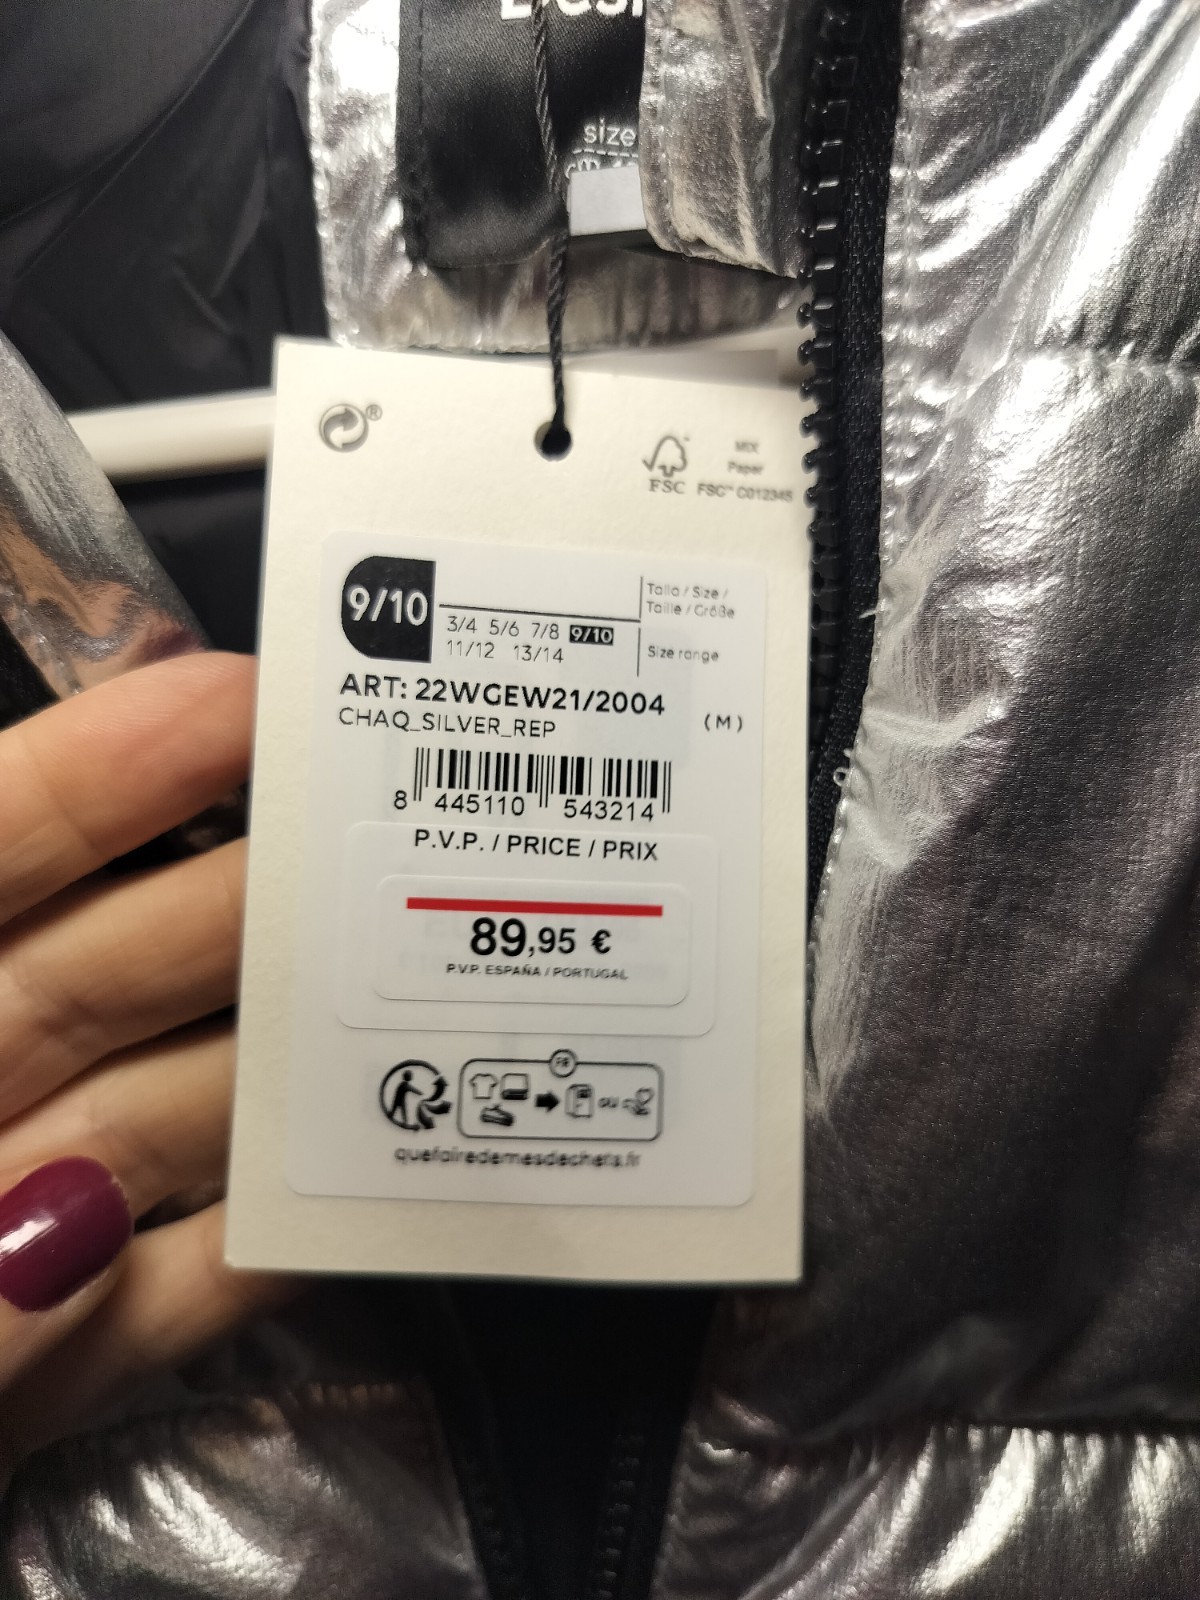 size
®
MIX
Paper
FSC
FSG™ C012345
9/10
3/4 5/6 7/8 9/10
11/12 13/14
Talla / Size /
Taille / Größe
Size range
ART: 22WGEW21/2004
CHAQ_SILVER_REP
(M)
8 445110 543214
P.V.P. / PRICE / PRIX
89,95 €
P.V.P. ESPAÑA / PORTUGAL
FR
ou
quefairedemesdechets.fr